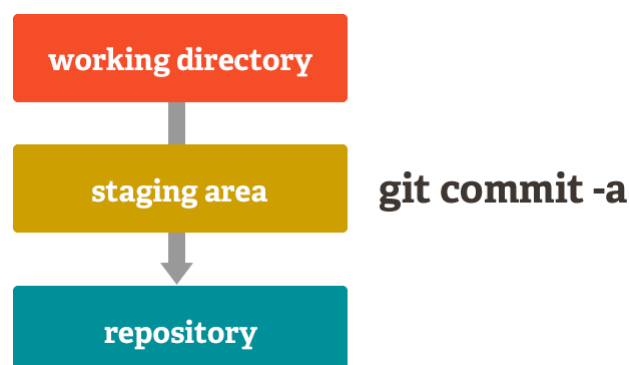 working directory
staging area
git commit -a
repository